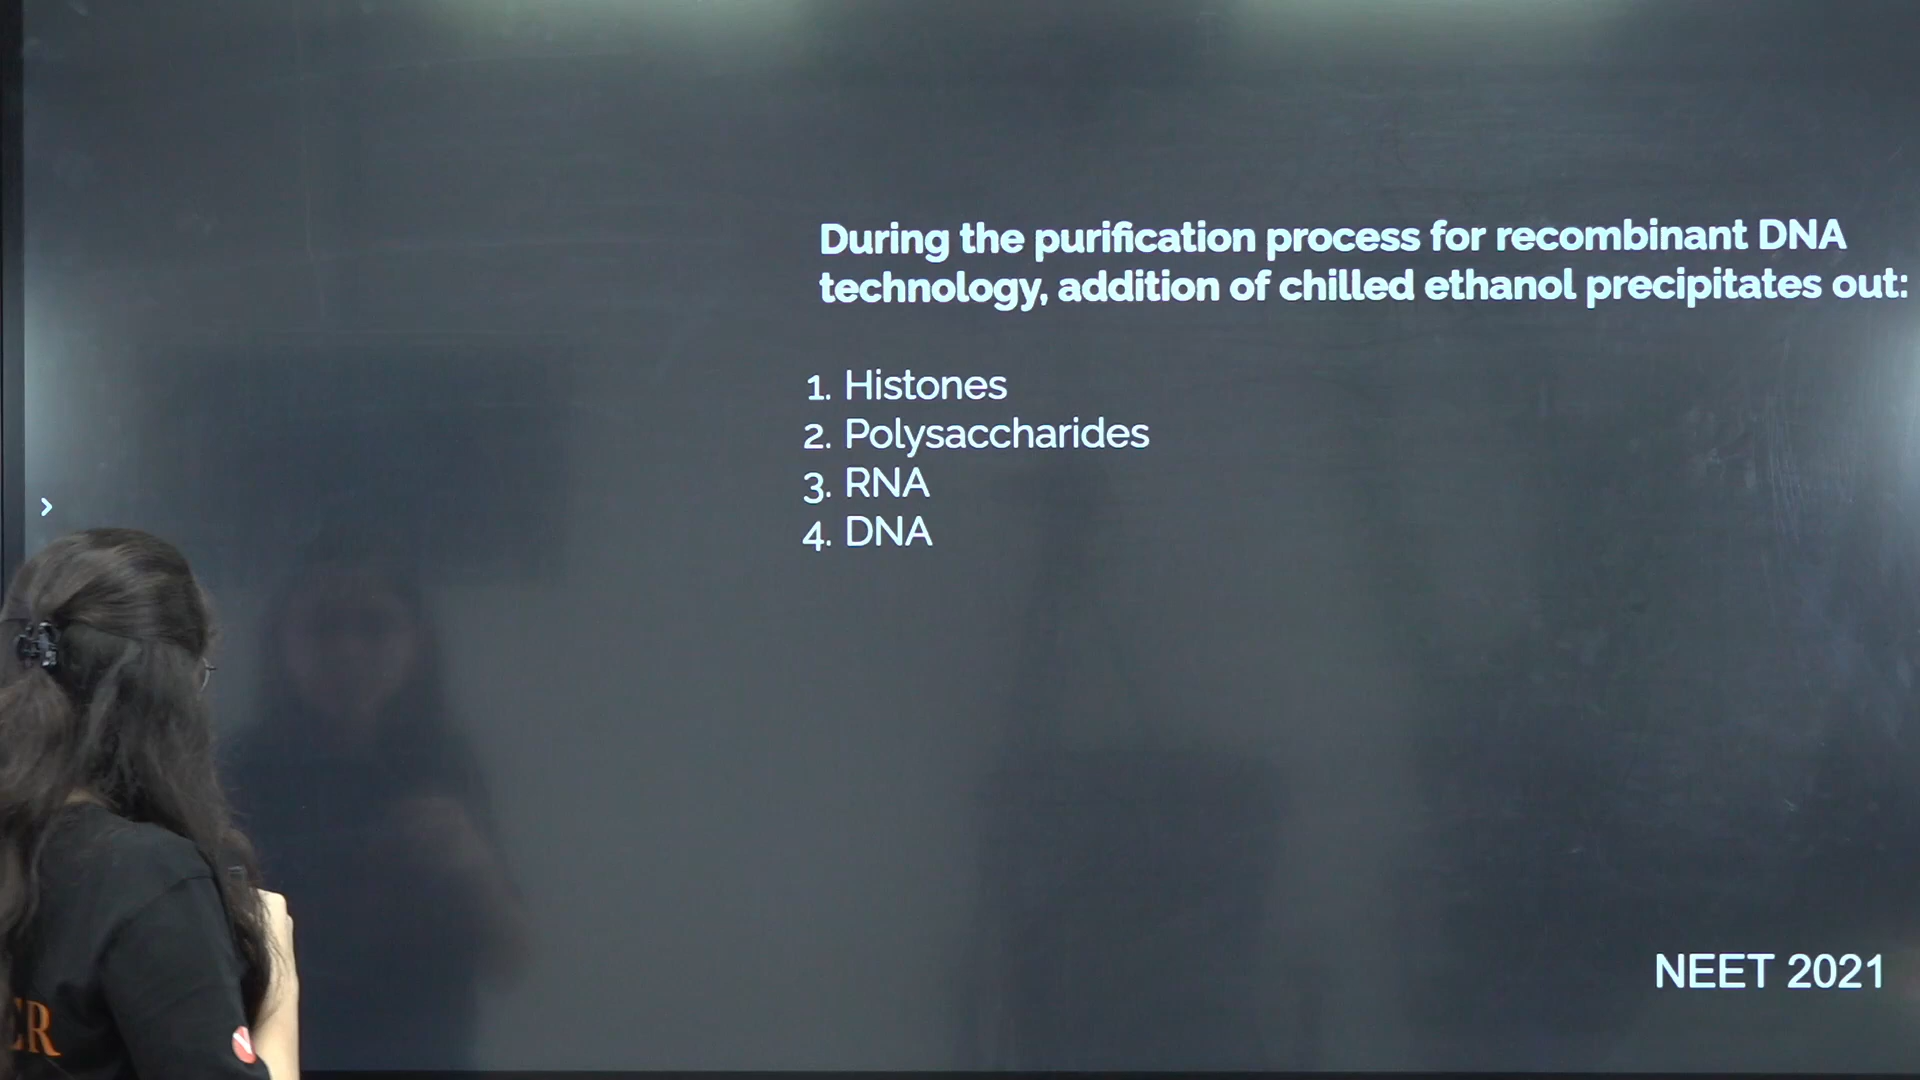 During the purification process for recombinant DNA
technology, addition of chilled ethanol precipitates out:
1. Histones
2. Polysaccharides
3. RNA
4. DNA
NEET 2021
ER